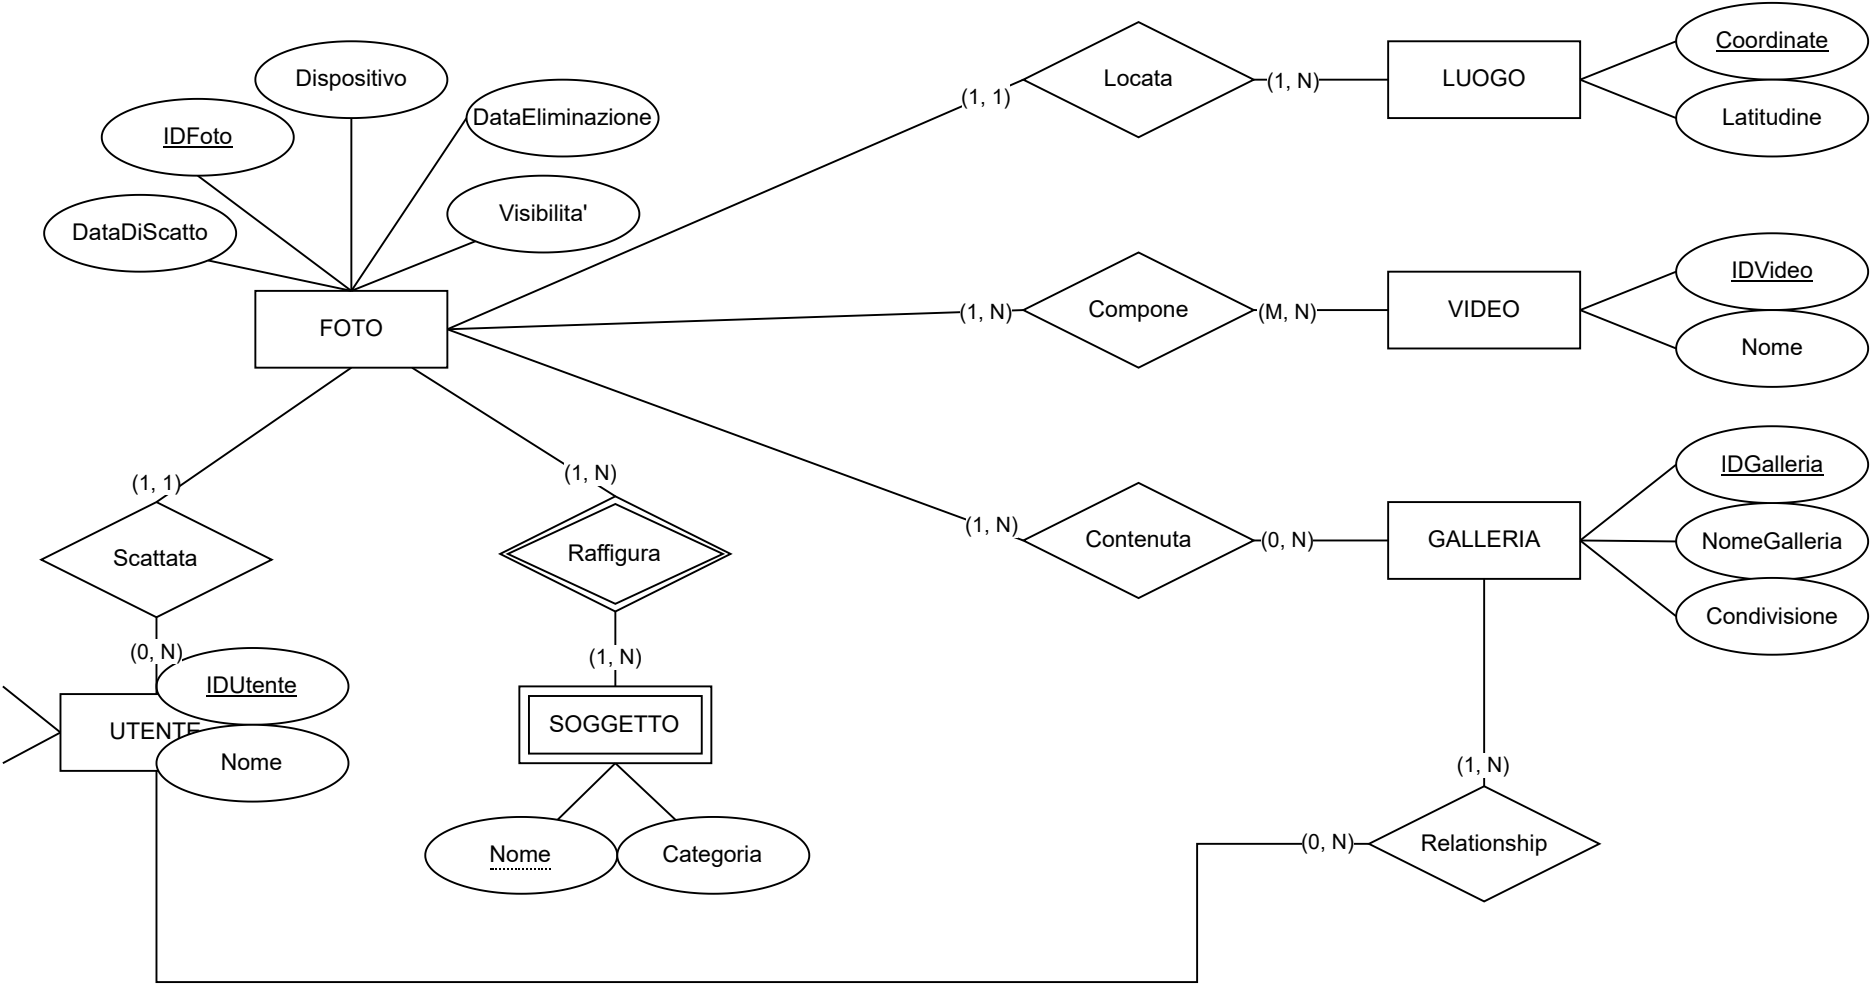 Coordinate
Dispositivo
Locata
(1, N)
LUOGO
(1, 1)
DataEliminazione
Latitudine
IDFoto
Visibilita'
DataDiScatto
IDVideo
FOTO
(1, N)
Compone
(M, N)
VIDEO
Nome
IDGalleria
(1, 1)
(1, N)
(1, N)
Contenuta
(0, N)
GALLERIA
NomeGalleria
Scattata
Raffigura
Condivisione
(0, N)
(1, N)
IDUtente
UTENTE
SOGGETTO
Nome
(1, N)
Nome
Categoria
(0, N)
Relationship